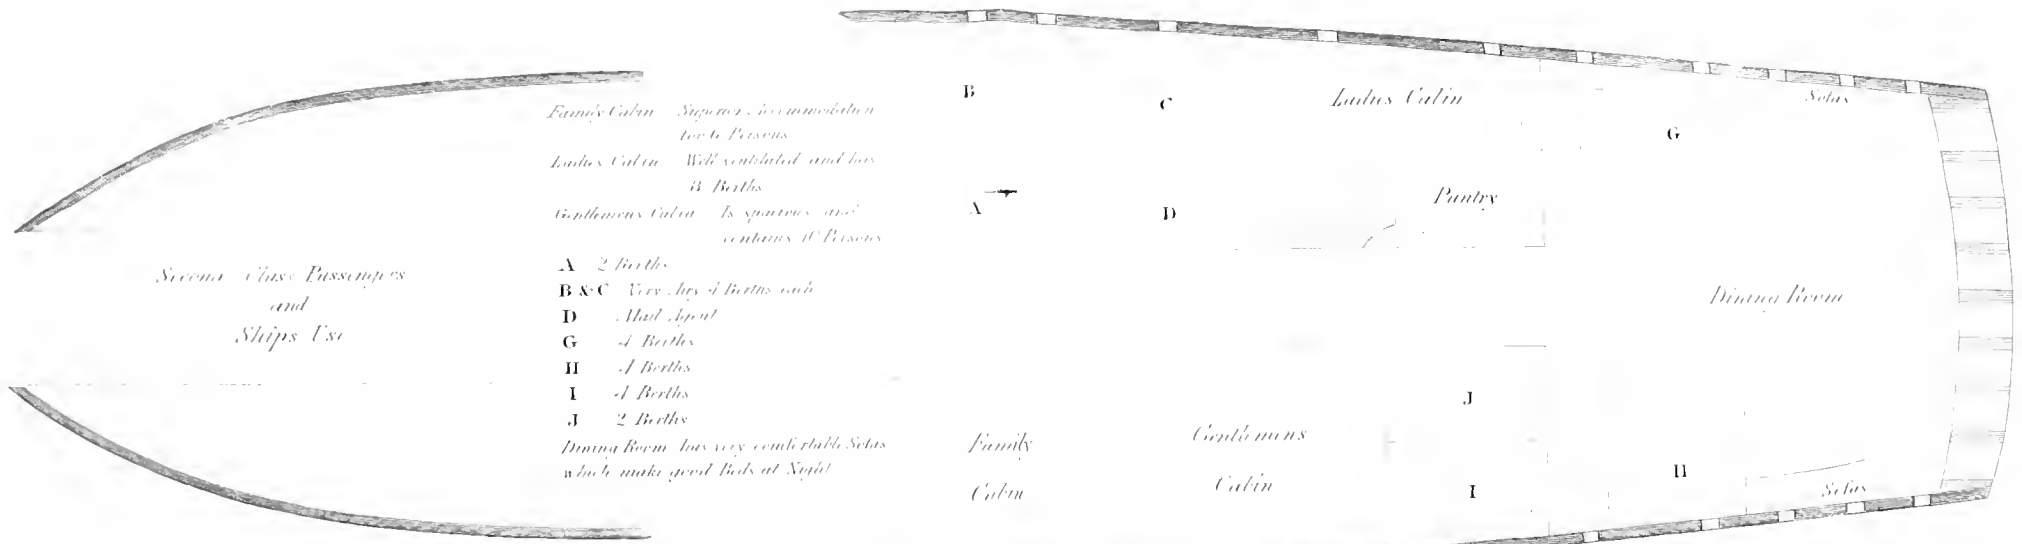 Second Class Passengers
and
Ships Use
Family Cabin Superior Accommodation
for 6 Persons
Ladies Cabin Well ventilated and has
8 Berths
Gentlemens Cabin Is spacious and
contains 10 Persons
A 2 Berths
B & C Very Airy 4 Berths each
D Mail Agent
G 4 Berths
H 4 Berths
I 4 Berths
J 2 Berths
Dining Room has very comfortable Sofas
which make good Beds at Night
B
C
Ladies Cabin
Sofas
G
A
D
Pantry
Dining Room
J
Family
Cabin
Gentlemens
Cabin
I
H
Sofas